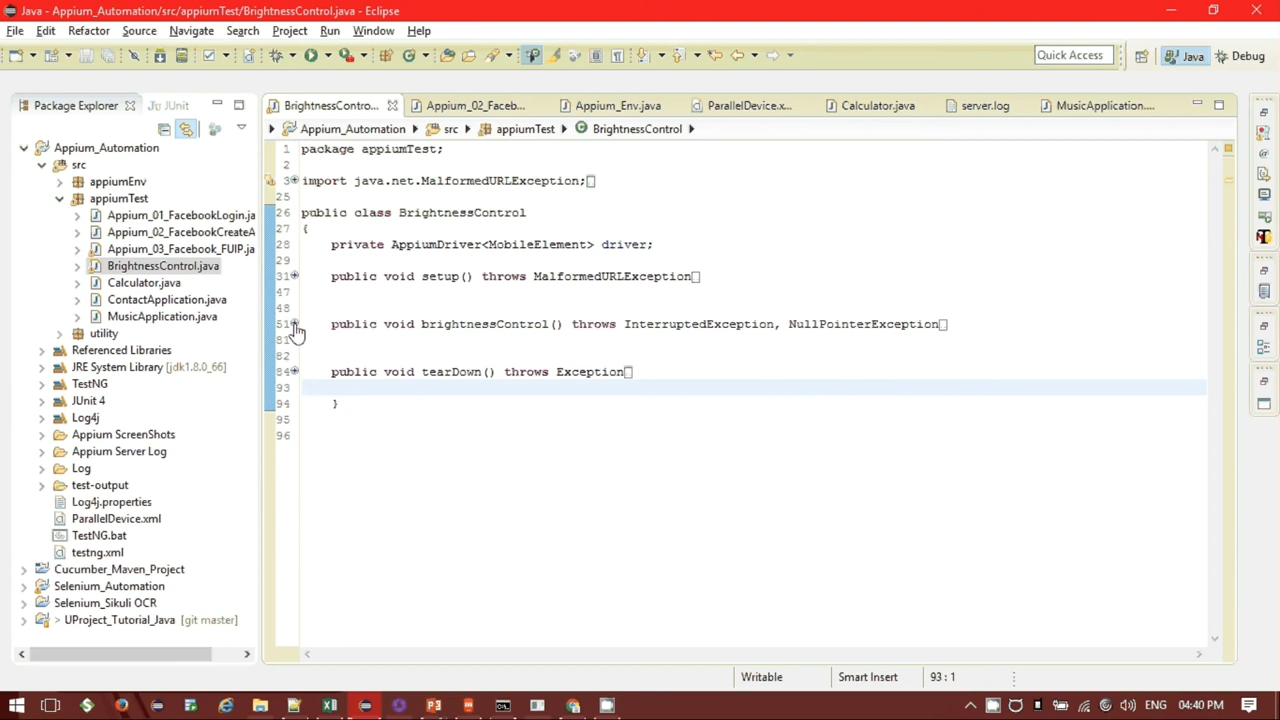 Java - Appium_Automation/src/appiumTest/BrightnessControl.java - Eclipse
File Edit Refactor Source Navigate Search Project Run Window Help
Quick Access
Java
Debug
Package Explorer
JUnit
BrightnessContro...
Appium_02_Faceb...
Appium_Env.java
ParallelDevice.x...
Calculator.java
server.log
MusicApplication....
Appium_Automation
src
appiumTest
BrightnessControl
Appium_Automation
src
appiumEnv
appiumTest
Appium_01_FacebookLogin.ja
Appium_02_FacebookCreateA
Appium_03_Facebook_FUIP.ja
BrightnessControl.java
Calculator.java
ContactApplication.java
MusicApplication.java
utility
Referenced Libraries
JRE System Library [jdk1.8.0_66]
TestNG
JUnit 4
Log4j
Appium ScreenShots
Appium Server Log
Log
test-output
Log4j.properties
ParallelDevice.xml
TestNG.bat
testng.xml
Cucumber_Maven_Project
Selenium_Automation
Selenium_Sikuli OCR
> UProject_Tutorial_Java [git master]
1 package appiumTest;
2
3 import java.net.MalformedURLException;
25
26 public class BrightnessControl
27 {
28 private AppiumDriver<MobileElement> driver;
29
31 public void setup() throws MalformedURLException
47
48
51 public void brightnessControl() throws InterruptedException, NullPointerException
81
82
84 public void tearDown() throws Exception
93
94 }
95
96
Writable
Smart Insert
93 : 1
ENG
04:40 PM